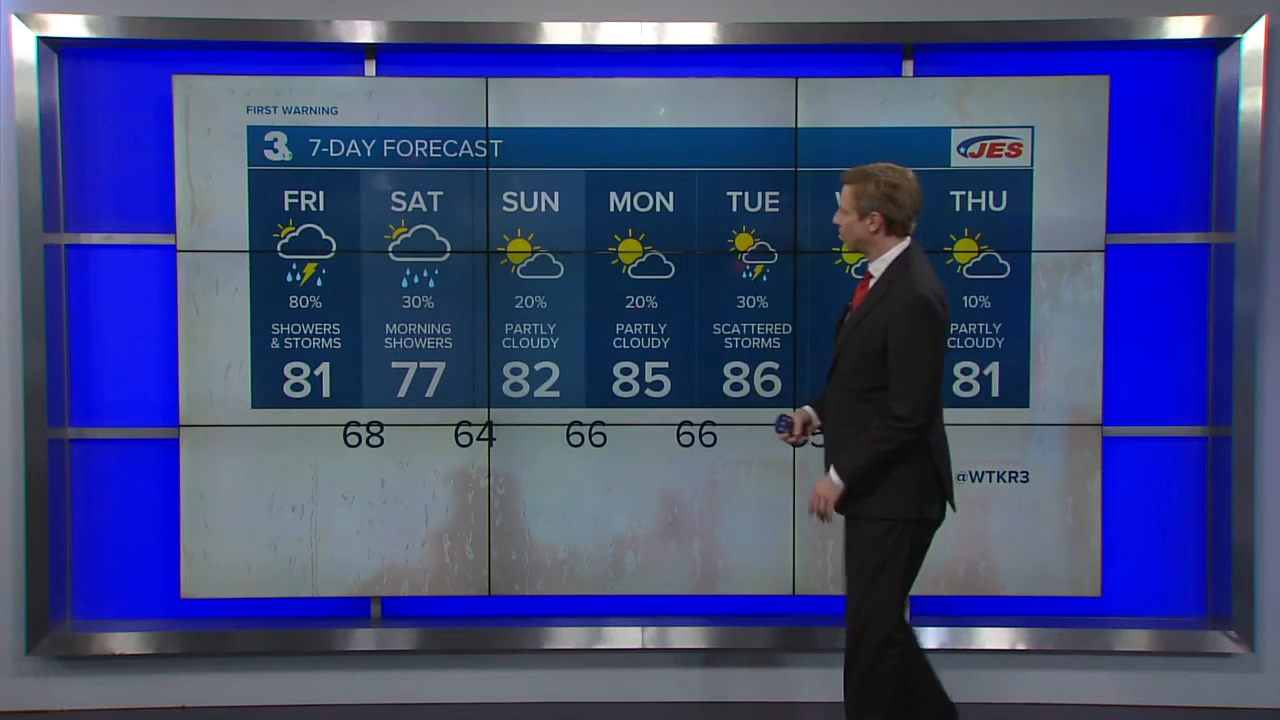 FIRST WARNING
3 7-DAY FORECAST JES
FRI SAT SUN MON TUE THU
80% 30% 20% 20% 30% 10%
SHOWERS & STORMS
MORNING SHOWERS
PARTLY CLOUDY
PARTLY CLOUDY
SCATTERED STORMS
PARTLY CLOUDY
81 77 82 85 86 81
68 64 66 66
@WTKR3